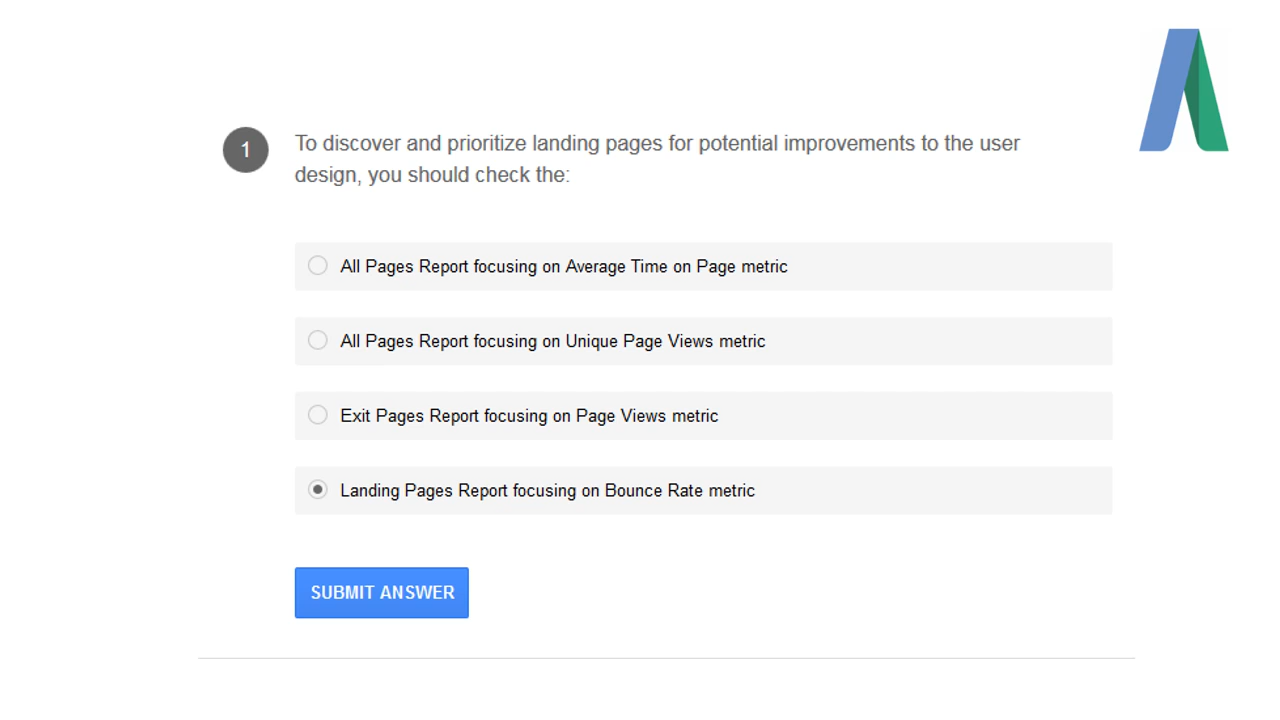 1
To discover and prioritize landing pages for potential improvements to the user
design, you should check the:
All Pages Report focusing on Average Time on Page metric
All Pages Report focusing on Unique Page Views metric
Exit Pages Report focusing on Page Views metric
Landing Pages Report focusing on Bounce Rate metric
SUBMIT ANSWER